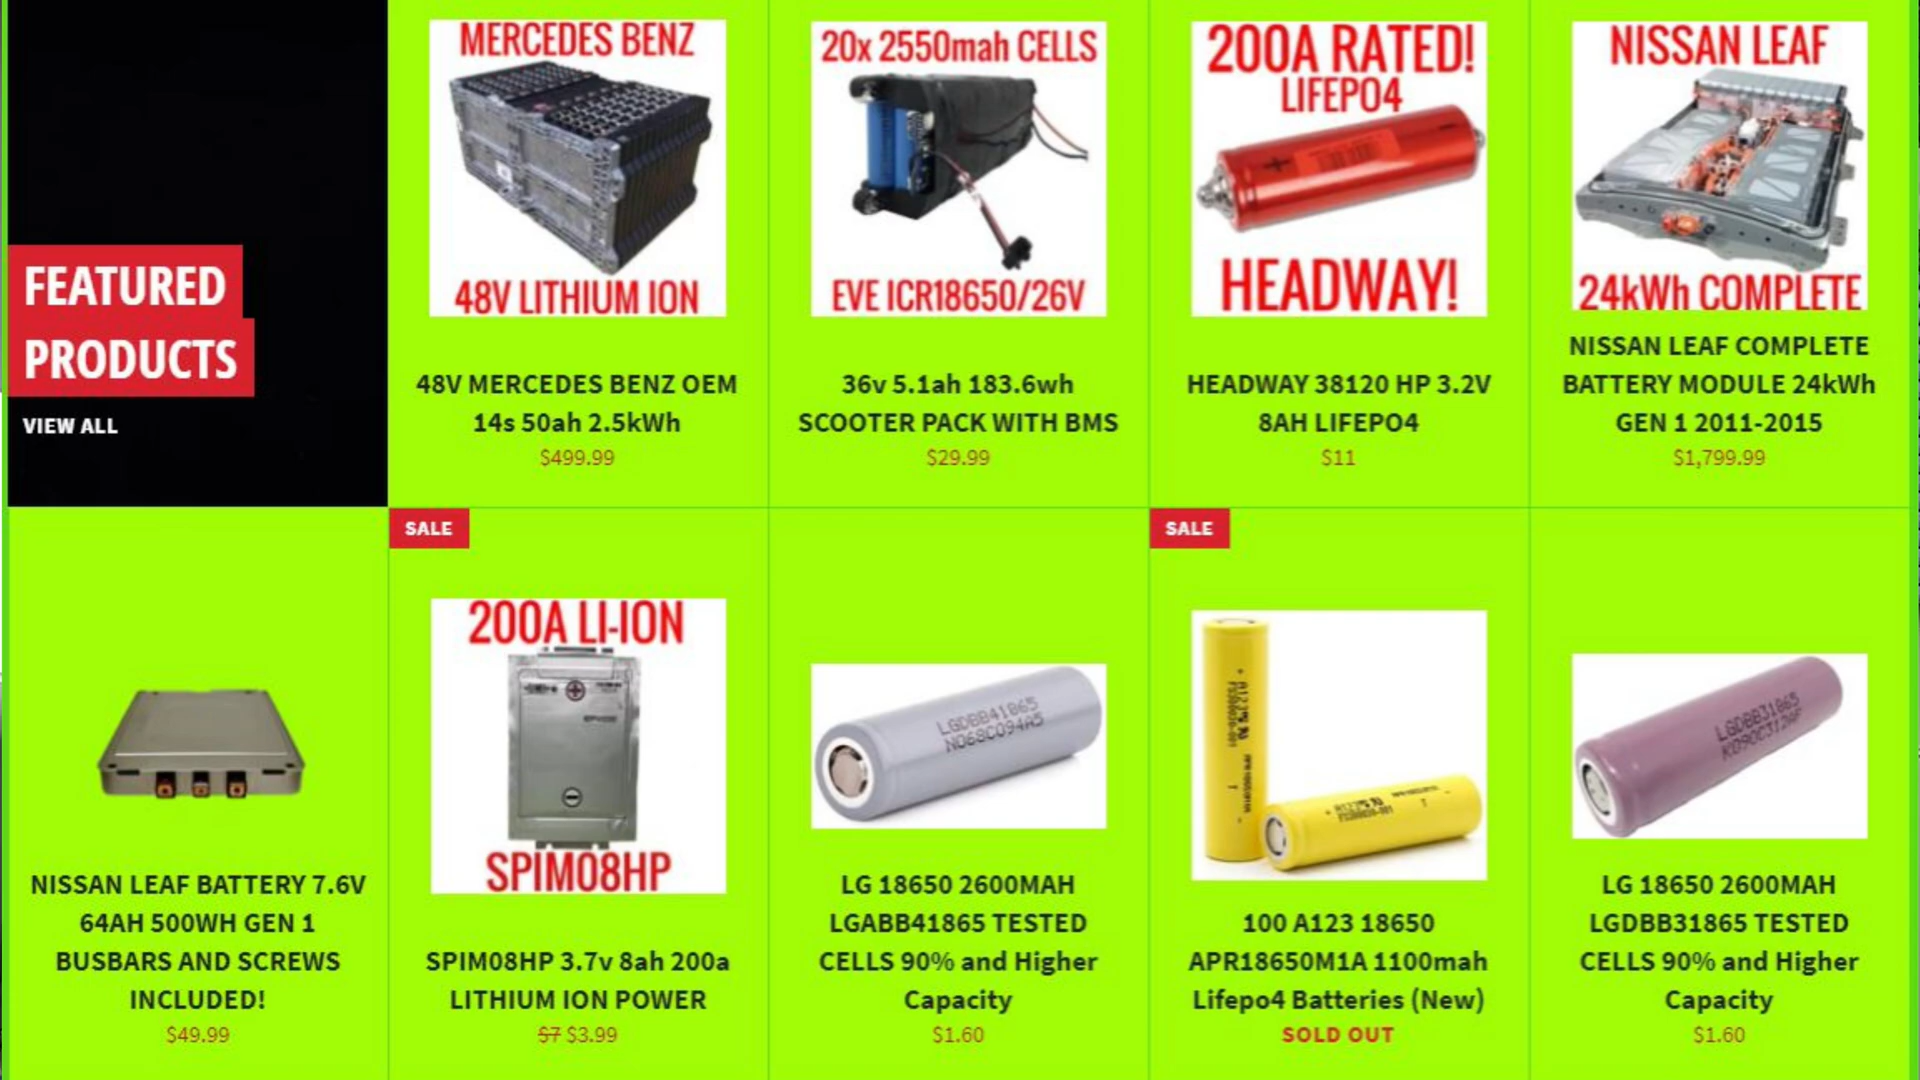 FEATURED
PRODUCTS
VIEW ALL
MERCEDES BENZ
48V LITHIUM ION
48V MERCEDES BENZ OEM
14s 50ah 2.5kWh
$499.99
20x 2550mah CELLS
EVE ICR18650/26V
36v 5.1ah 183.6wh
SCOOTER PACK WITH BMS
$29.99
200A RATED!
LIFEPO4
HEADWAY!
HEADWAY 38120 HP 3.2V
8AH LIFEPO4
$11
NISSAN LEAF
24kWh COMPLETE
NISSAN LEAF COMPLETE
BATTERY MODULE 24kWh
GEN 1 2011-2015
$1,799.99
NISSAN LEAF BATTERY 7.6V
64AH 500WH GEN 1
BUSBARS AND SCREWS
INCLUDED!
$49.99
SALE
200A LI-ION
SPIM08HP
SPIM08HP 3.7v 8ah 200a
LITHIUM ION POWER
$7 $3.99
LGDBB41865
N068C094A5
LG 18650 2600MAH
LGABB41865 TESTED
CELLS 90% and Higher
Capacity
$1.60
SALE
100 A123 18650
APR18650M1A 1100mah
Lifepo4 Batteries (New)
SOLD OUT
LGDBB31865
LG 18650 2600MAH
LGDBB31865 TESTED
CELLS 90% and Higher
Capacity
$1.60